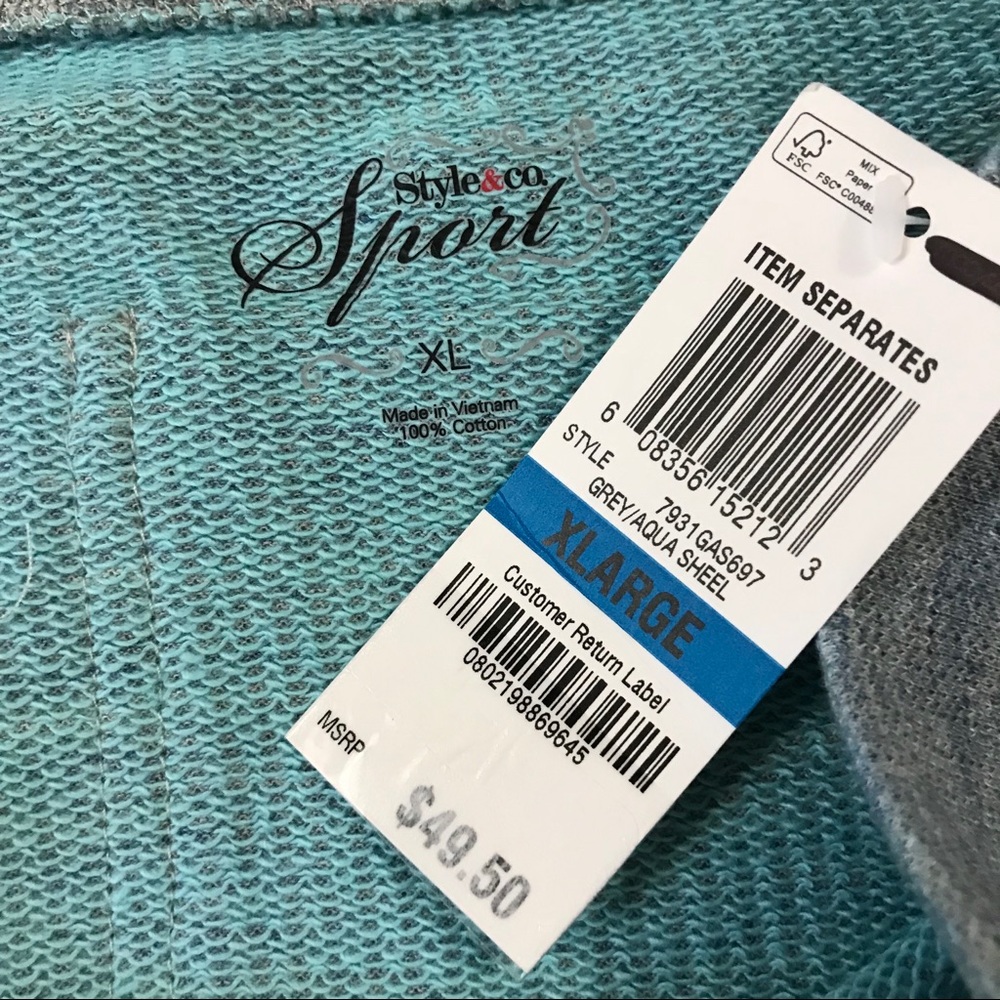 Style&co.
Sport
XL
Made in Vietnam
100% Cotton
FSC
MIX
Paper
ITEM SEPARATES
6 08356 15212 3
STYLE 7931GAS697
GREY/AQUA SHEEL
XLARGE
Customer Return Label
0802198869645
MSRP
$49.50